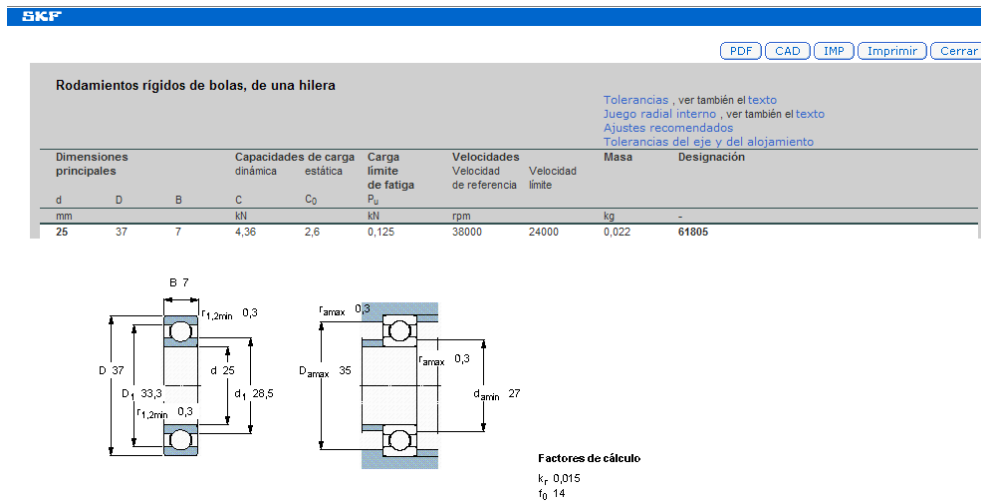 SKF
PDF CAD IMP Imprimir Cerrar
Rodamientos rígidos de bolas, de una hilera
Tolerancias , ver también el texto
Juego radial interno , ver también el texto
Ajustes recomendados
Tolerancias del eje y del alojamiento
Dimensiones Capacidades de carga Carga Velocidades Masa Designación
principales dinámica estática límite Velocidad Velocidad
de fatiga de referencia límite
d D B C C0 Pu
mm kN kN rpm kg -
25 37 7 4,36 2,6 0,125 38000 24000 0,022 61805
B 7
r1,2min 0,3
ramax 0,3
ramax 0,3
D 37
d 25
Damax 35
D1 33,3
d1 28,5
damin 27
r1,2min 0,3
Factores de cálculo
kr 0,015
f0 14